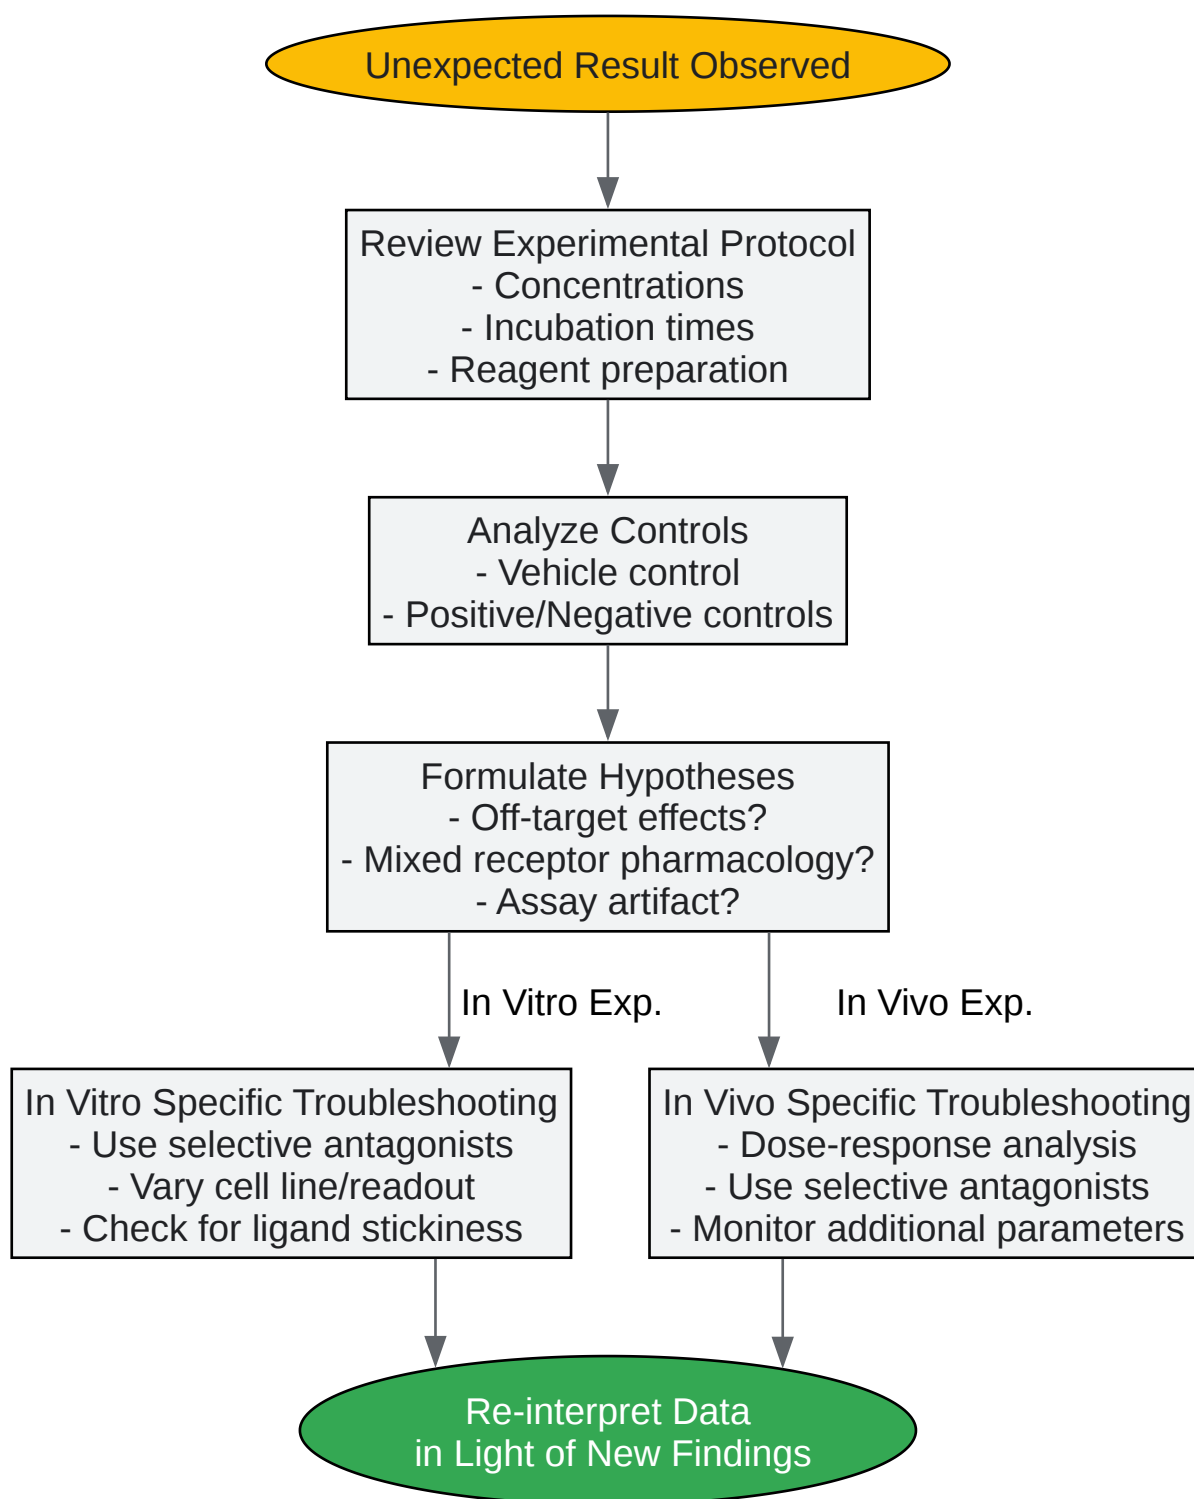 Unexpected Result Observed
Review Experimental Protocol
- Concentrations
- Incubation times
- Reagent preparation
Analyze Controls
- Vehicle control
- Positive/Negative controls
Formulate Hypotheses
- Off-target effects?
- Mixed receptor pharmacology?
- Assay artifact?
In Vitro Exp.
In Vivo Exp.
In Vitro Specific Troubleshooting
- Use selective antagonists
- Vary cell line/readout
- Check for ligand stickiness
In Vivo Specific Troubleshooting
- Dose-response analysis
- Use selective antagonists
- Monitor additional parameters
Re-interpret Data
in Light of New Findings